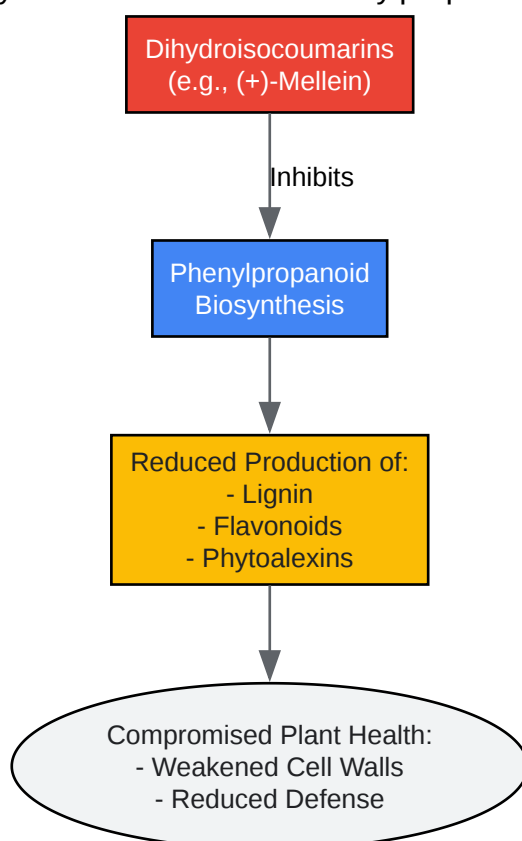 Dihydroisocoumarins
(e.g., (+)-Mellein)
Inhibits
Phenylpropanoid
Biosynthesis
Reduced Production of:
- Lignin
- Flavonoids
- Phytoalexins
Compromised Plant Health:
- Weakened Cell Walls
- Reduced Defense